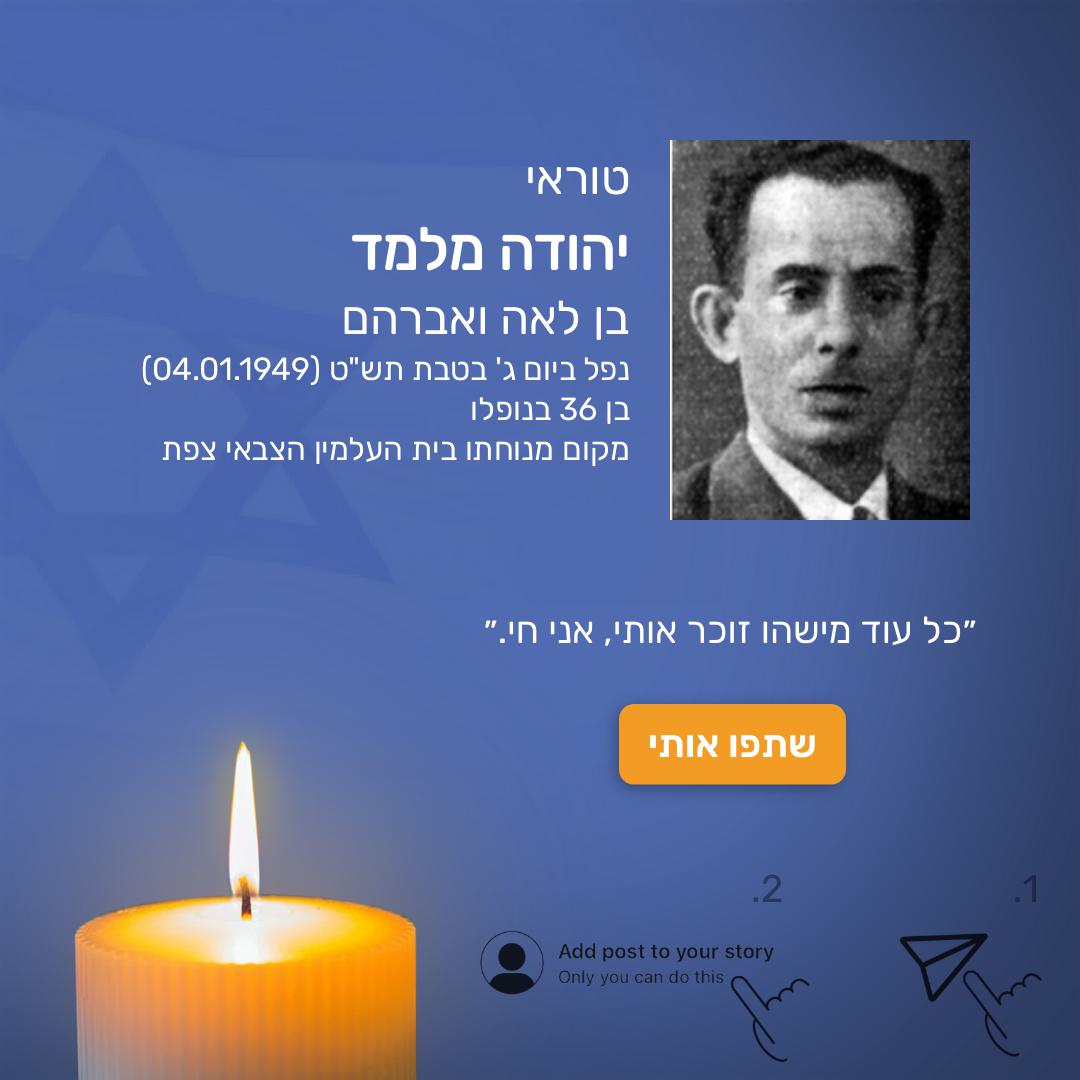 טוראי
יהודה מלמד
בן לאה ואברהם
נפל ביום ג' בטבת תש"ט (04.01.1949)
בן 36 בנופלו
מקום מנוחתו בית העלמין הצבאי צפת
״כל עוד מישהו זוכר אותי, אני חי.״
שתפו אותי
.1
.2
Add post to your story
Only you can do this